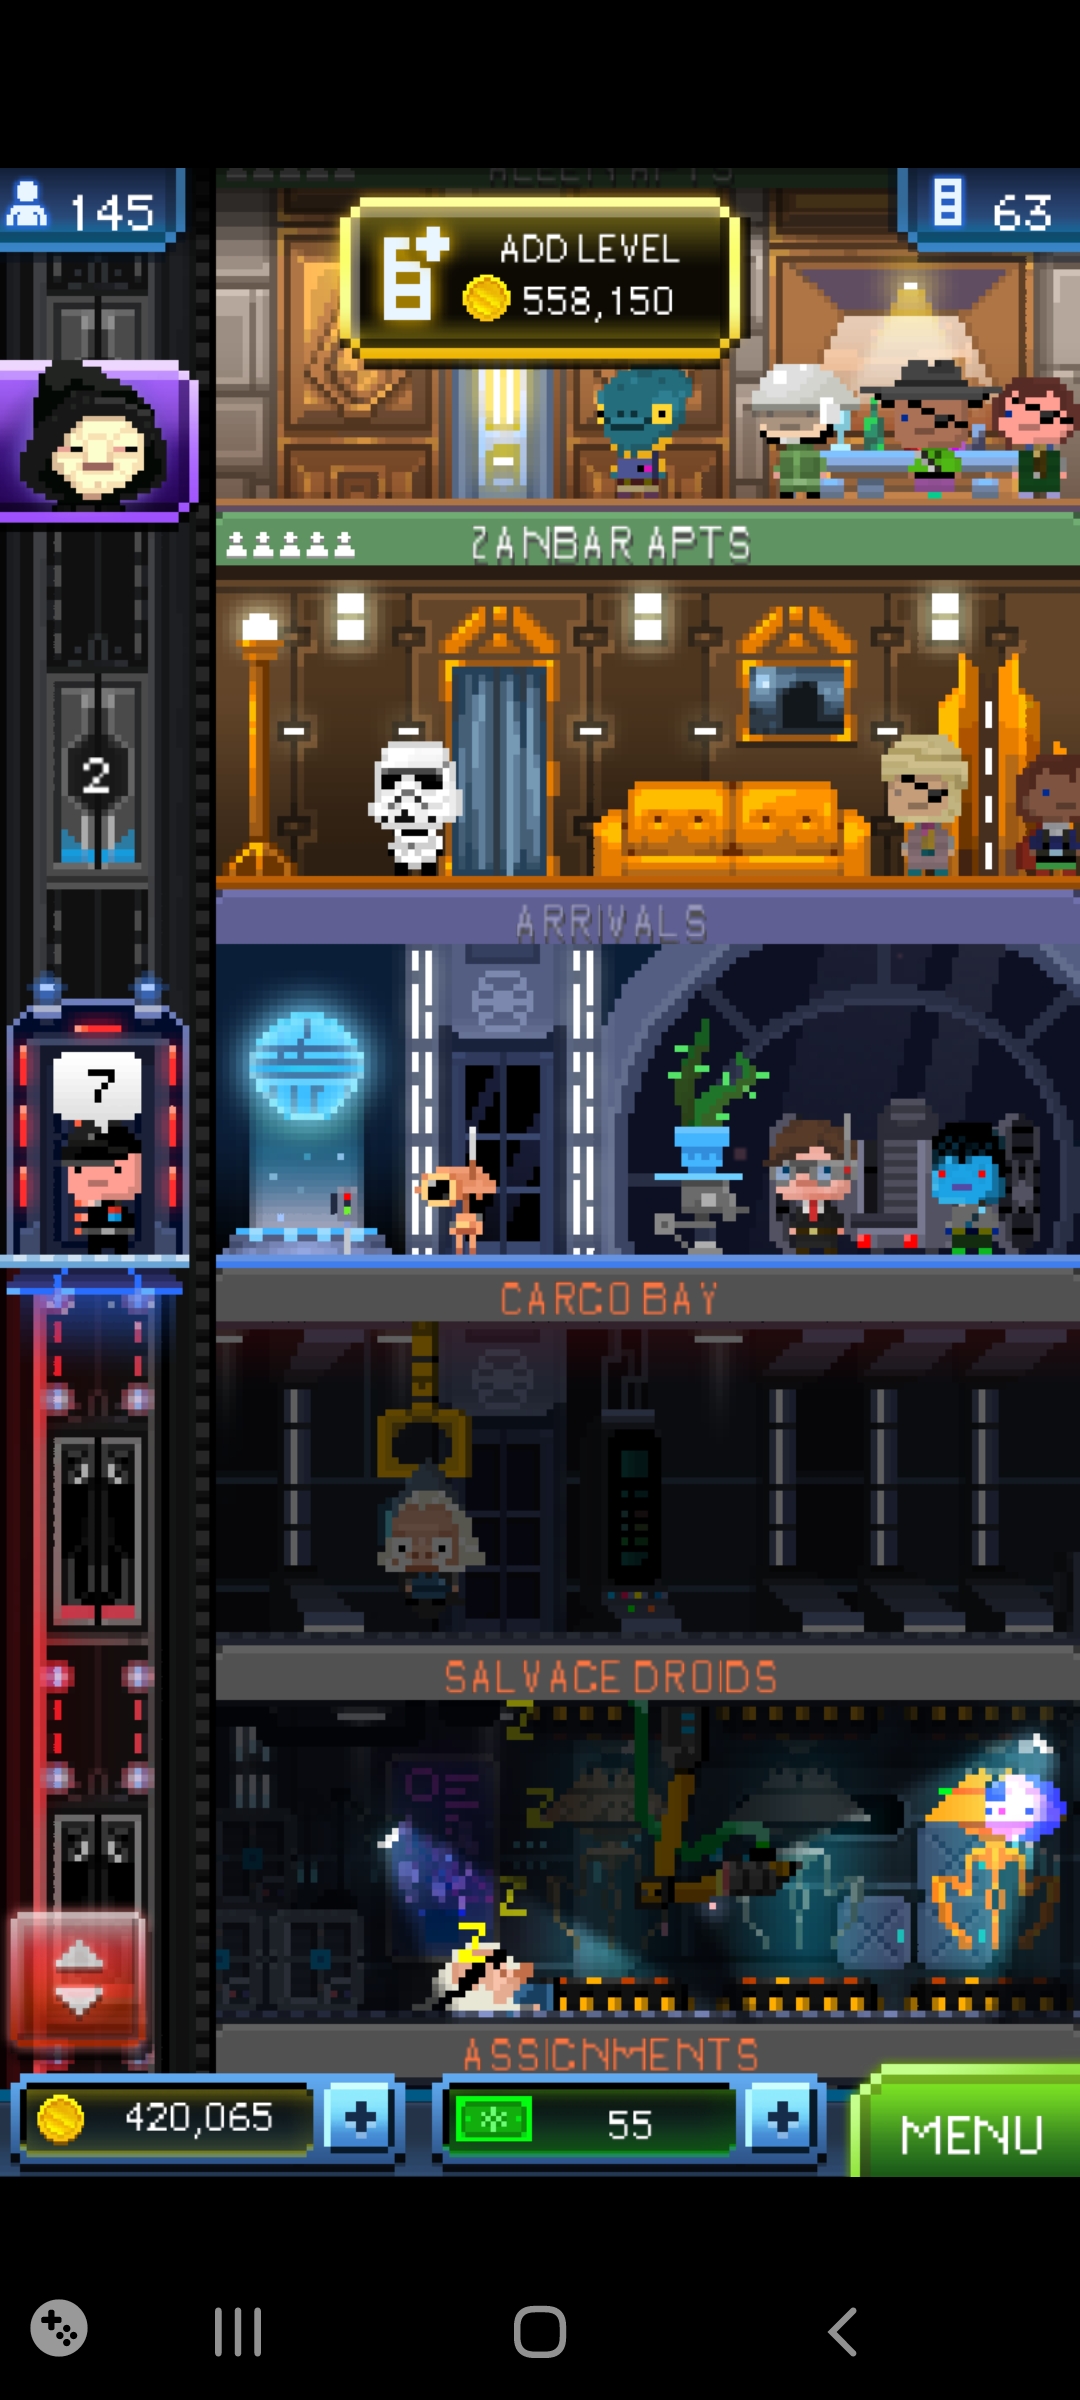 145
63
ADD LEVEL
558,150
ZANBAR APTS
2
ARRIVALS
7
CARGO BAY
SALVAGE DROIDS
Z
Z
Z
Z
ASSIGNMENTS
420,065
55
MENU